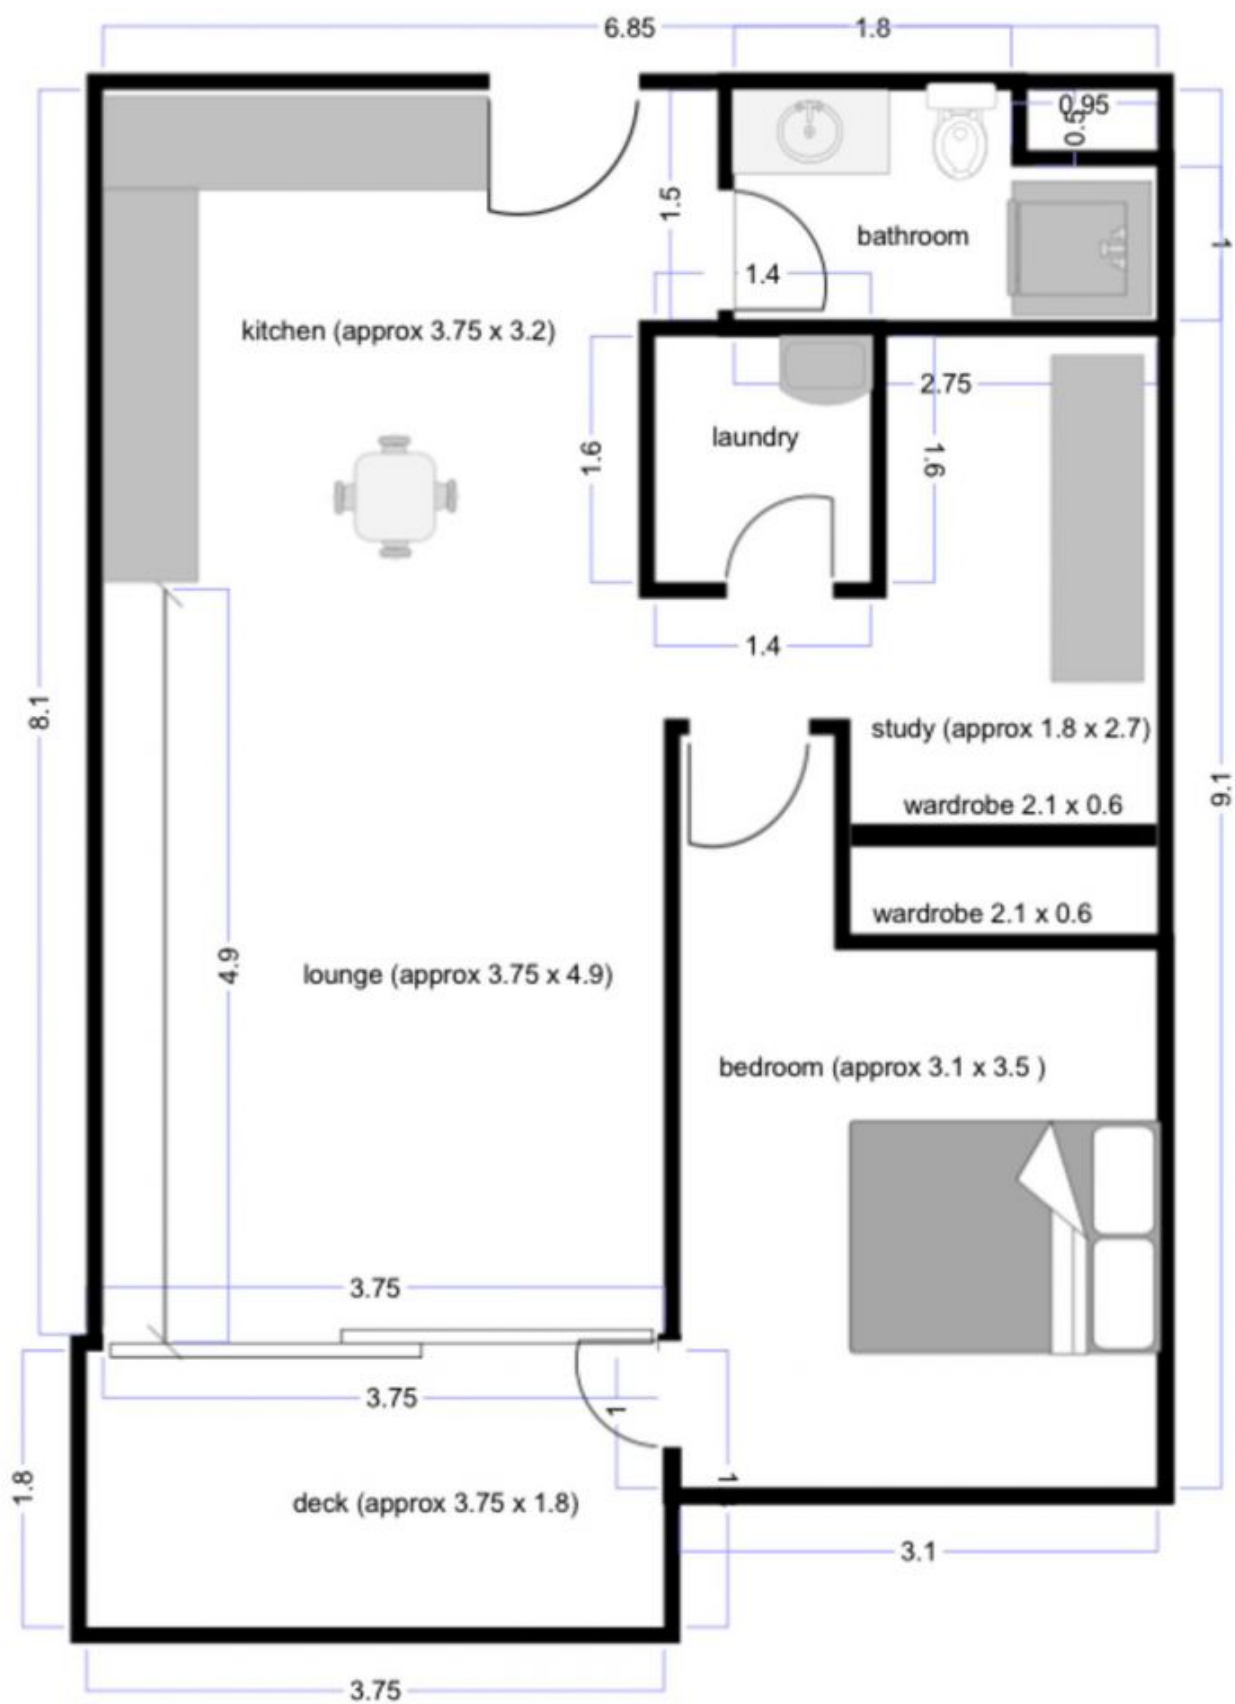 6.85
1.8
0.95
0.5
1.5
bathroom
1
1.4
kitchen (approx 3.75 x 3.2)
2.75
laundry
1.6
1.6
1.4
8.1
study (approx 1.8 x 2.7)
9.1
wardrobe 2.1 x 0.6
wardrobe 2.1 x 0.6
4.9
lounge (approx 3.75 x 4.9)
bedroom (approx 3.1 x 3.5 )
3.75
3.75
1
1.8
1
deck (approx 3.75 x 1.8)
3.1
3.75